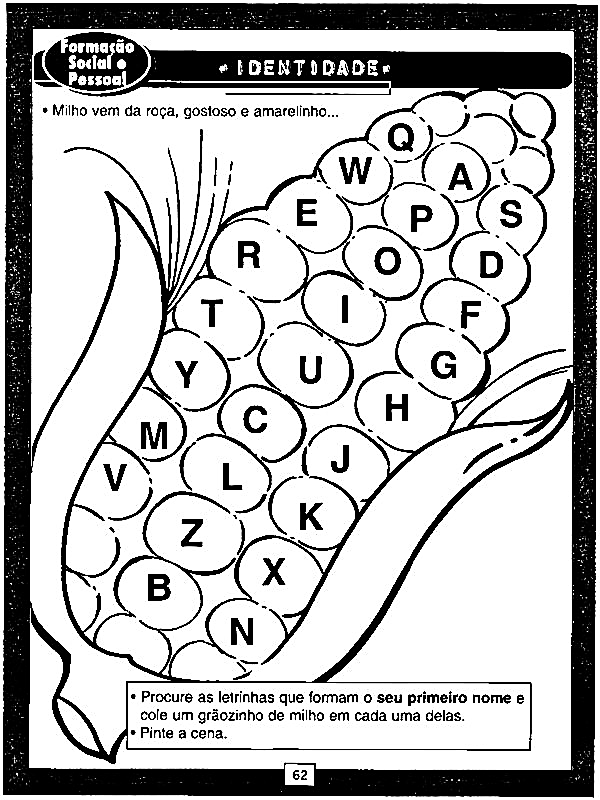 Formação
Social e
Pessoal
• IDENTIDADE •
• Milho vem da roça, gostoso e amarelinho...
Q
W A
E P S
R O D
T I F
Y U G
M C H
V L J
Z K
B X
N
• Procure as letrinhas que formam o seu primeiro nome e
cole um grãozinho de milho em cada uma delas.
• Pinte a cena.
62